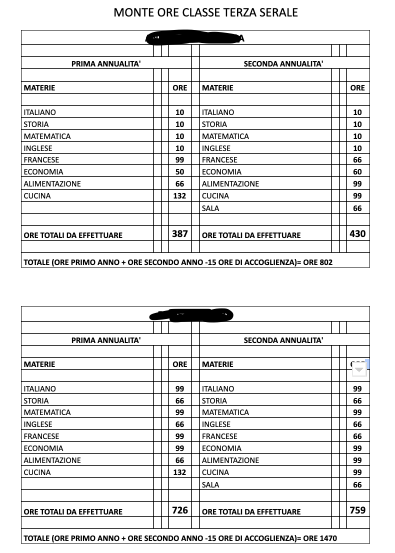 MONTE ORE CLASSE TERZA SERALE
PRIMA ANNUALITA' SECONDA ANNUALITA'
MATERIE ORE MATERIE ORE
ITALIANO 10 ITALIANO 10
STORIA 10 STORIA 10
MATEMATICA 10 MATEMATICA 10
INGLESE 10 INGLESE 10
FRANCESE 99 FRANCESE 66
ECONOMIA 50 ECONOMIA 60
ALIMENTAZIONE 66 ALIMENTAZIONE 99
CUCINA 132 CUCINA 99
SALA 66
ORE TOTALI DA EFFETTUARE 387 ORE TOTALI DA EFFETTUARE 430
TOTALE (ORE PRIMO ANNO + ORE SECONDO ANNO -15 ORE DI ACCOGLIENZA)= ORE 802
PRIMA ANNUALITA' SECONDA ANNUALITA'
MATERIE ORE MATERIE
ITALIANO 99 ITALIANO 99
STORIA 66 STORIA 66
MATEMATICA 99 MATEMATICA 99
INGLESE 66 INGLESE 66
FRANCESE 99 FRANCESE 66
ECONOMIA 99 ECONOMIA 99
ALIMENTAZIONE 66 ALIMENTAZIONE 99
CUCINA 132 CUCINA 99
SALA 66
ORE TOTALI DA EFFETTUARE 726 ORE TOTALI DA EFFETTUARE 759
TOTALE (ORE PRIMO ANNO + ORE SECONDO ANNO -15 ORE DI ACCOGLIENZA)= ORE 1470